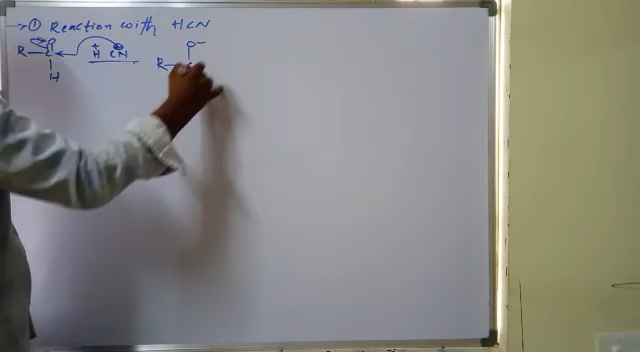 → ① Reaction with HCN
O O⁻
R—C H⁺ CN R—
H